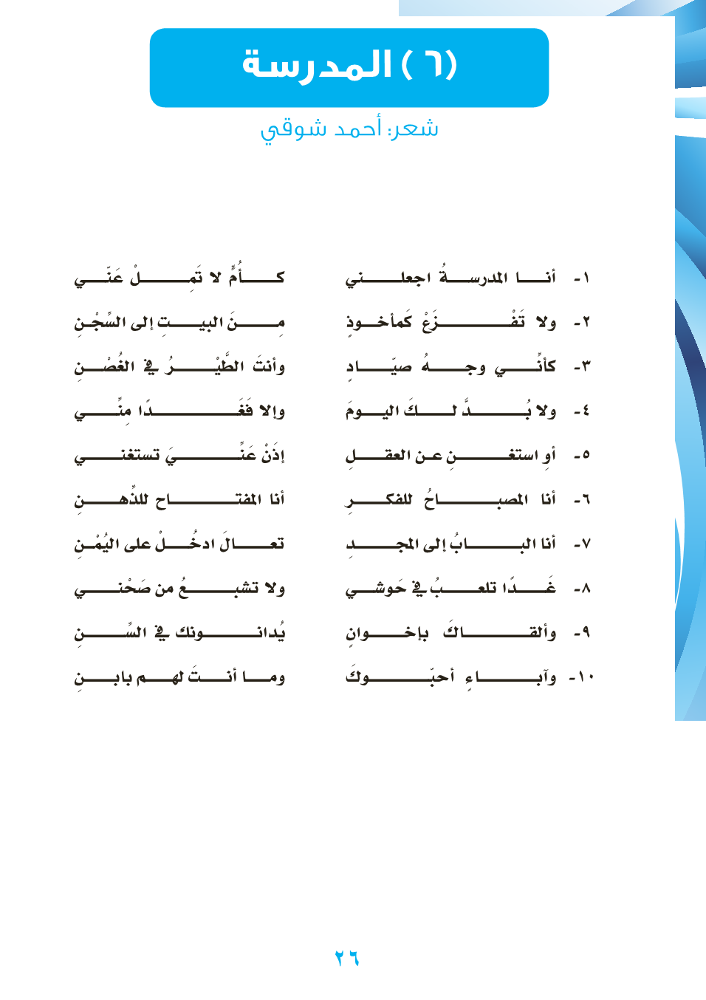 (٦) المدرسة
شعر: أحمد شوقي
١- أنا المدرسةُ اجعلني كأُمٍّ لا تَمِلْ عَنّي
٢- ولا تَفْزَعْ كَمأخوذٍ مِنَ البيتِ إلى السِّجْنِ
٣- كأنِّي وجهُ صيّادٍ وأنتَ الطَّيْرُ في الغُصْنِ
٤- ولا بُدَّ لكَ اليومَ وإلا فَغَدًا مِنِّي
٥- أوِ استغنِ عن العقلِ إذَنْ عَنِّيَ تستغني
٦- أنا المصباحُ للفكرِ أنا المفتاح للذِّهنِ
٧- أنا البابُ إلى المجدِ تعالَ ادخُلْ على اليُمْنِ
٨- غَدًا تلعبُ في حَوشي ولا تشبعُ من صَحْني
٩- وألقاكَ بإخوانٍ يُدانونك في السِّنِ
١٠- وآباءٍ أحبّوكَ وما أنتَ لهم بابنِ
٢٦